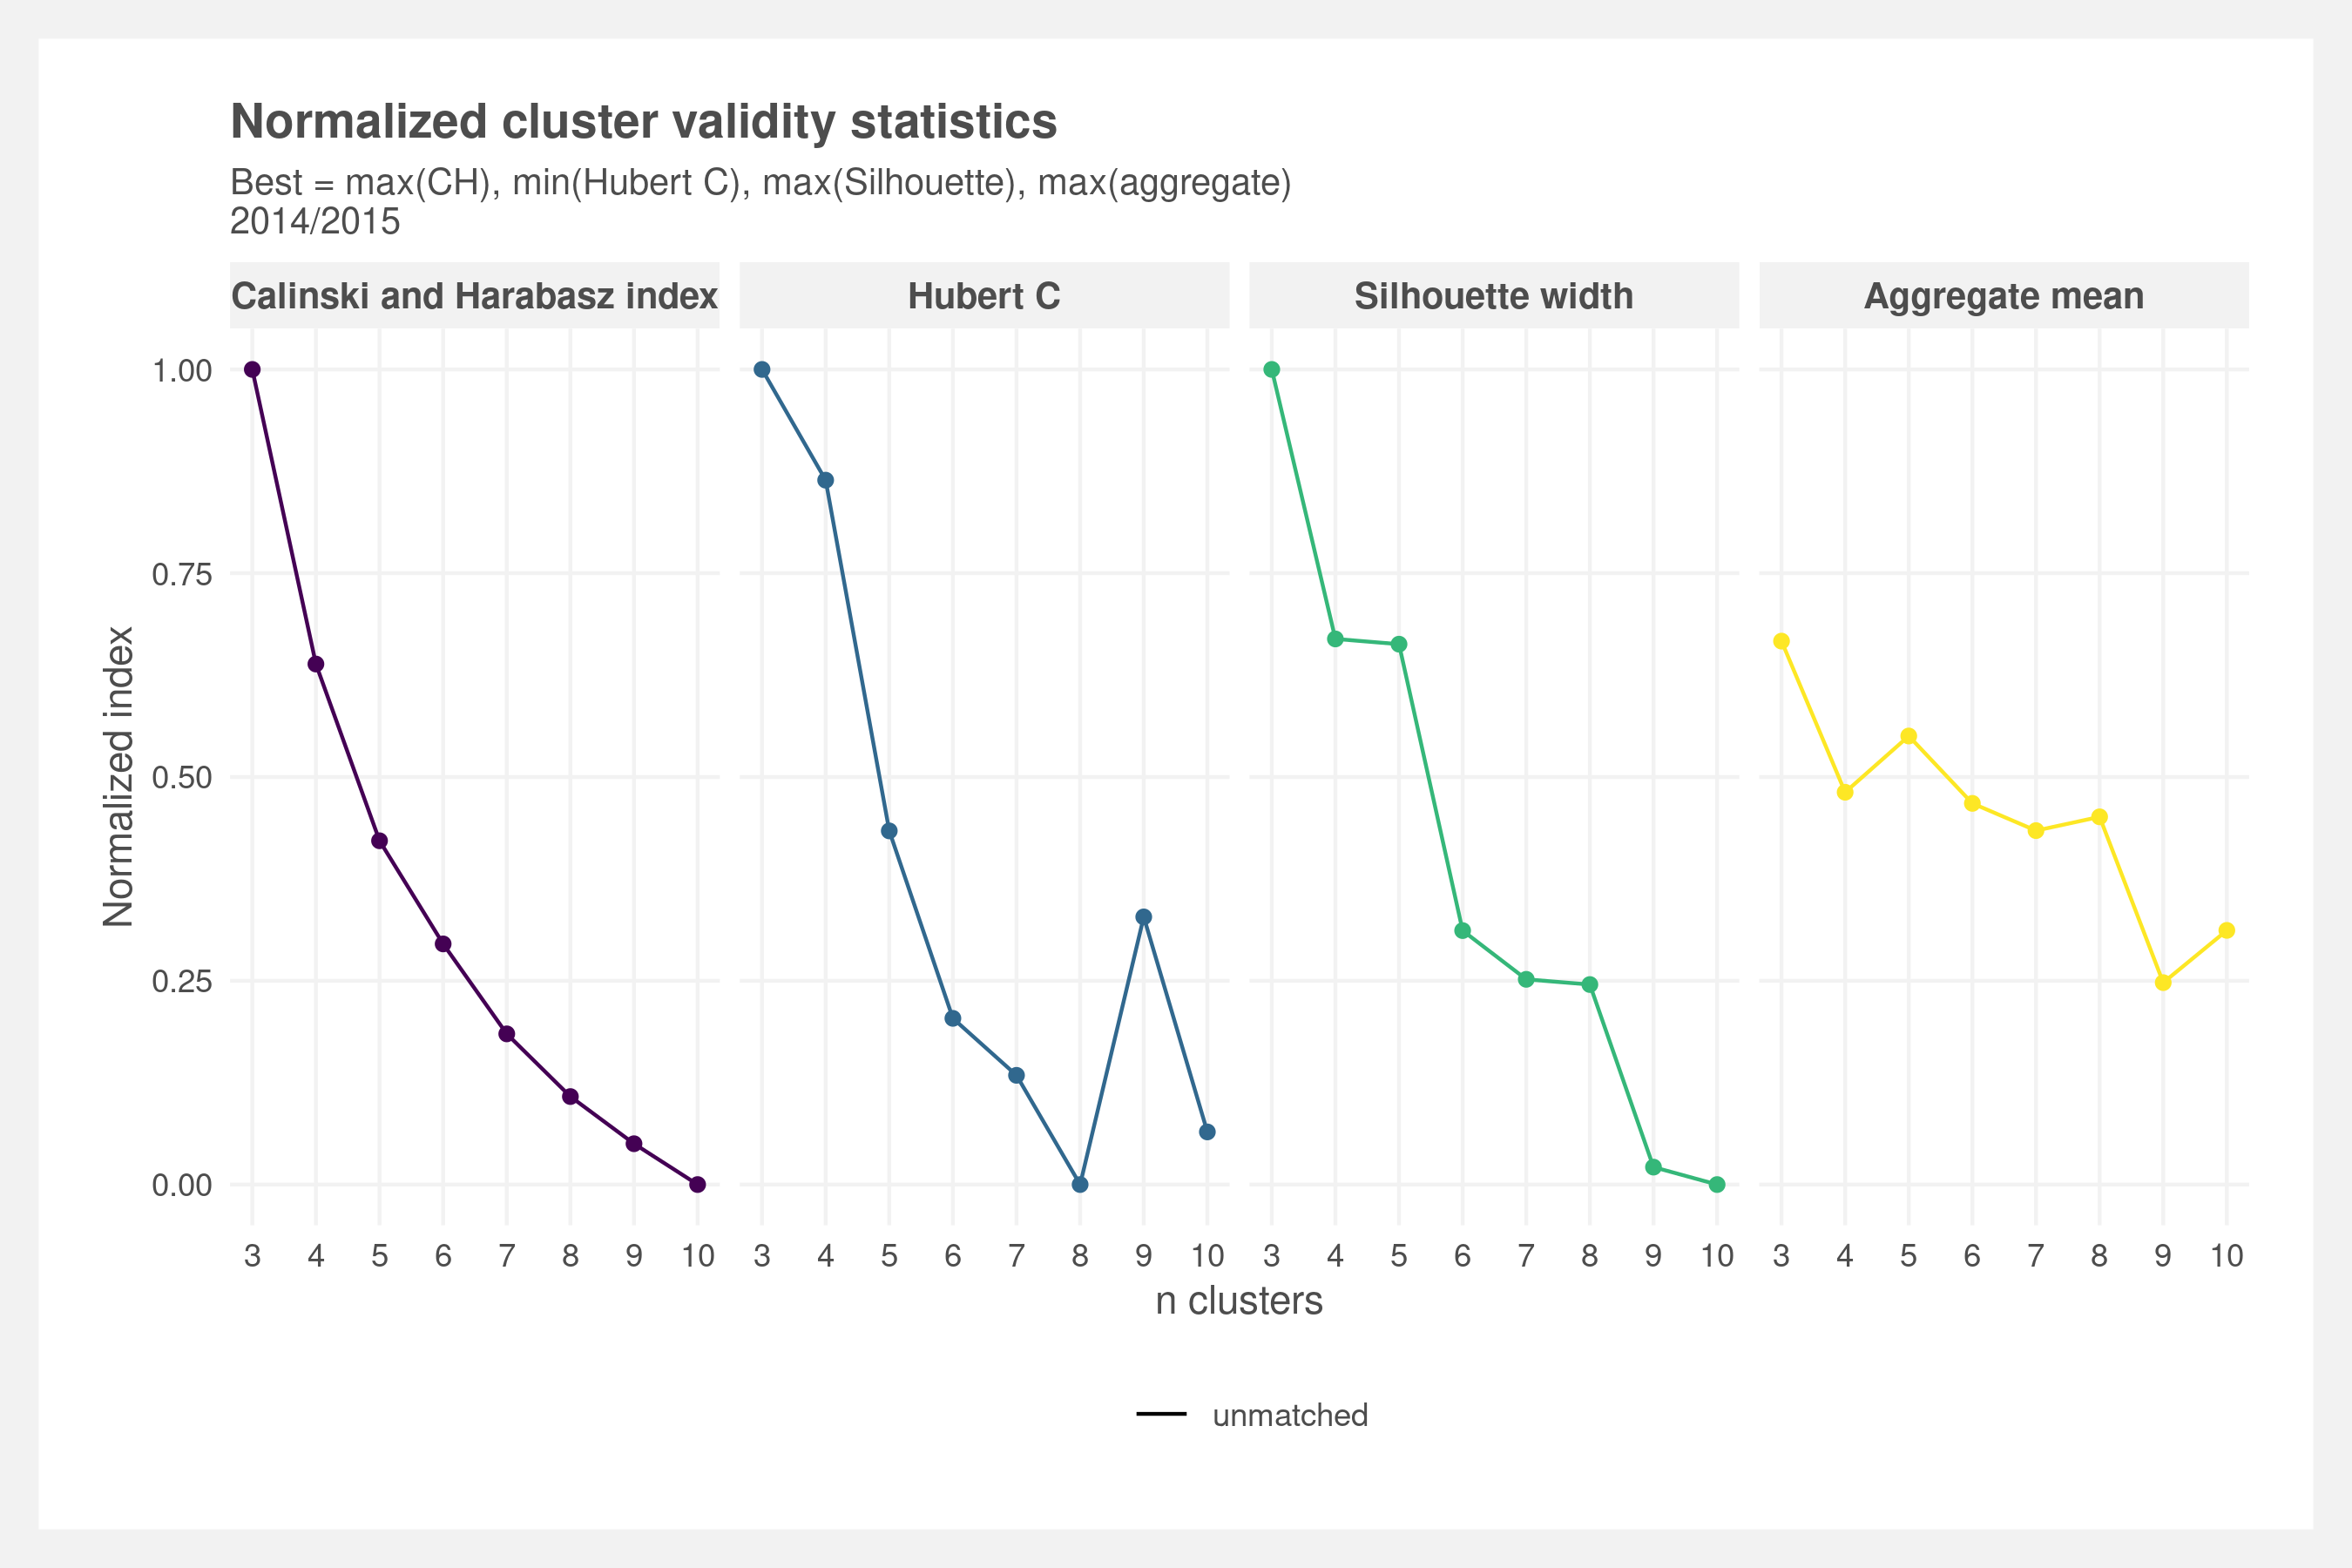 Normalized cluster validity statistics
Best = max(CH), min(Hubert C), max(Silhouette), max(aggregate)
2014/2015
Calinski and Harabasz index
Hubert C
Silhouette width
Aggregate mean
Normalized index
1.00
0.75
0.50
0.25
0.00
3 4 5 6 7 8 9 10
3 4 5 6 7 8 9 10
3 4 5 6 7 8 9 10
3 4 5 6 7 8 9 10
n clusters
unmatched